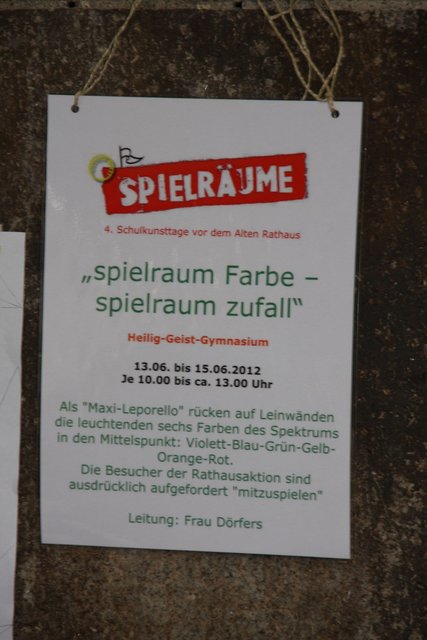 SPIELRÄUME
4. Schulkunsttage vor dem Alten Rathaus
„spielraum Farbe –
spielraum zufall“
Heilig-Geist-Gymnasium
13.06. bis 15.06.2012
Je 10.00 bis ca. 13.00 Uhr
Als "Maxi-Leporello" rücken auf Leinwänden
die leuchtenden sechs Farben des Spektrums
in den Mittelspunkt: Violett-Blau-Grün-Gelb-
Orange-Rot.
Die Besucher der Rathausaktion sind
ausdrücklich aufgefordert "mitzuspielen"
Leitung: Frau Dörfers